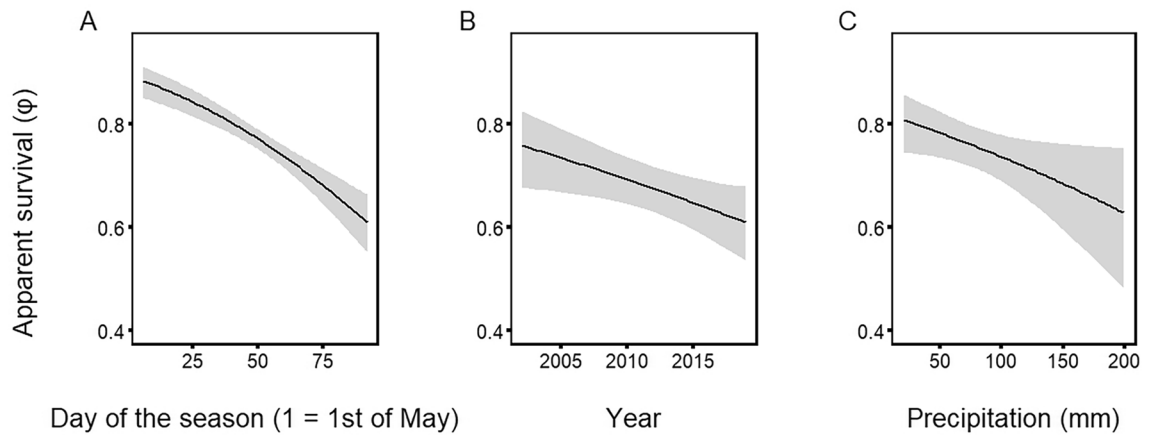 A B C
Apparent survival (φ)
0.8 0.8 0.8
0.6 0.6 0.6
0.4 0.4 0.4
25 50 75 2005 2010 2015 50 100 150 200
Day of the season (1 = 1st of May) Year Precipitation (mm)